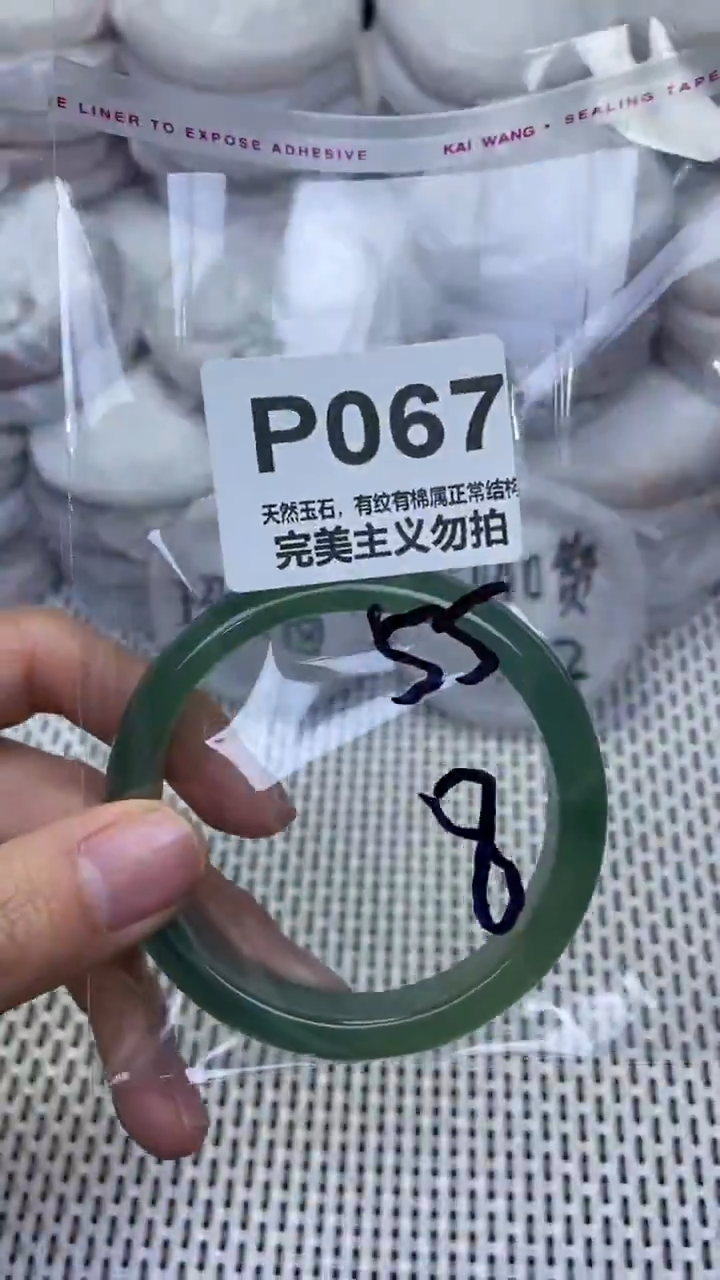 E LINER TO EXPOSE ADHESIVE KAI WANG • SEALING TAPE
P067
天然玉石，有纹有棉属正常结构
完美主义勿拍
55
8
2